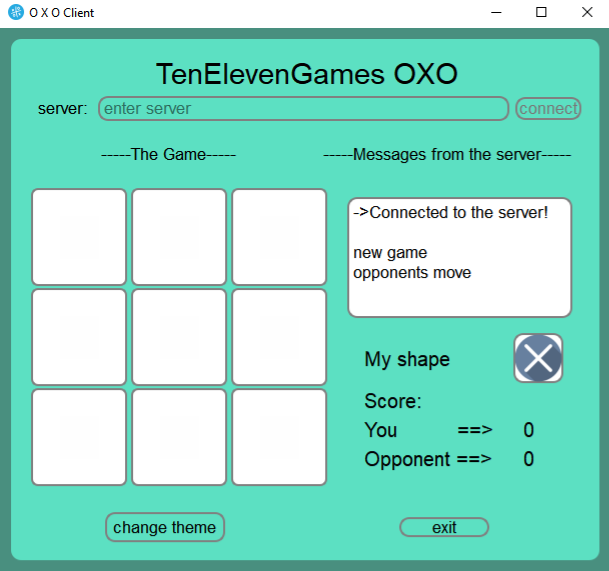 O X O Client
TenElevenGames OXO
server: enter server connect
-----The Game-----
-----Messages from the server-----
->Connected to the server!
new game
opponents move
My shape
Score:
You ==> 0
Opponent ==> 0
change theme
exit